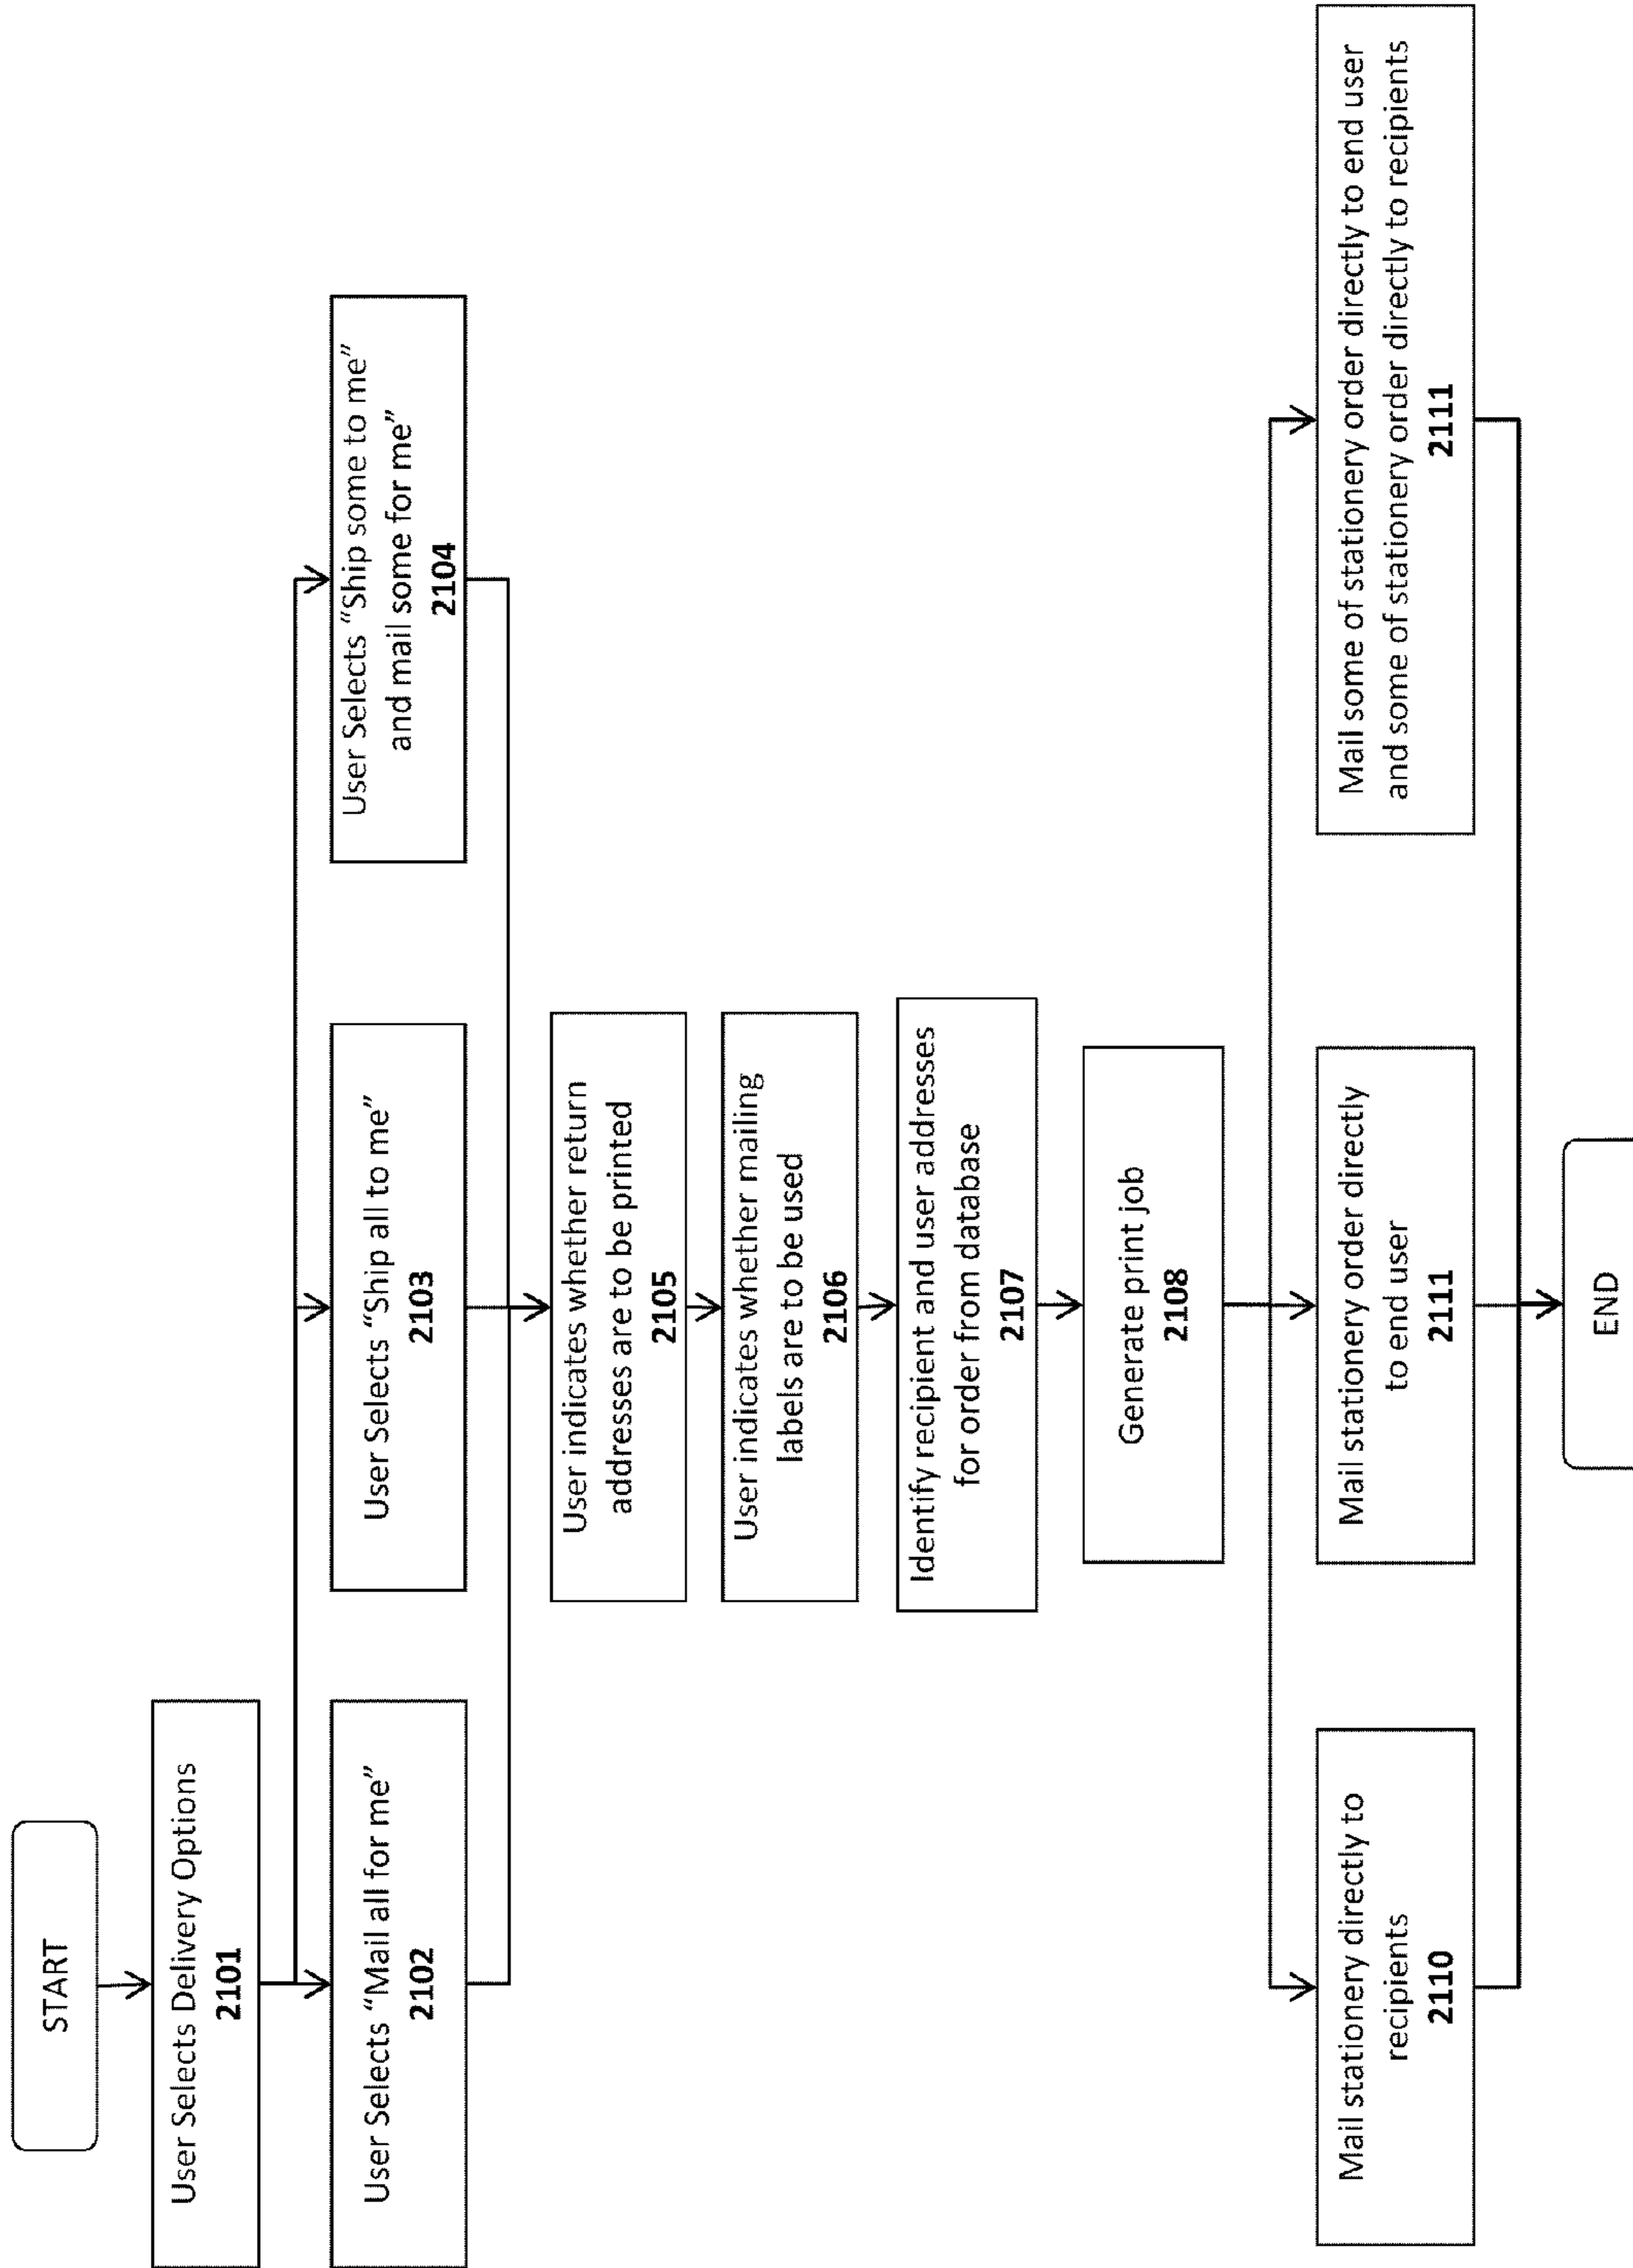 START
User Selects Delivery Options
2101
User Selects “Mail all for me”
2102
User Selects “Ship all to me”
2103
User Selects “Ship some to me”
and mail some for me”
2104
User indicates whether return
addresses are to be printed
2105
User indicates whether mailing
labels are to be used
2106
Identify recipient and user addresses
for order from database
2107
Generate print job
2108
Mail stationery directly to
recipients
2110
Mail stationery order directly
to end user
2111
Mail some of stationery order directly to end user
and some of stationery order directly to recipients
2111
END